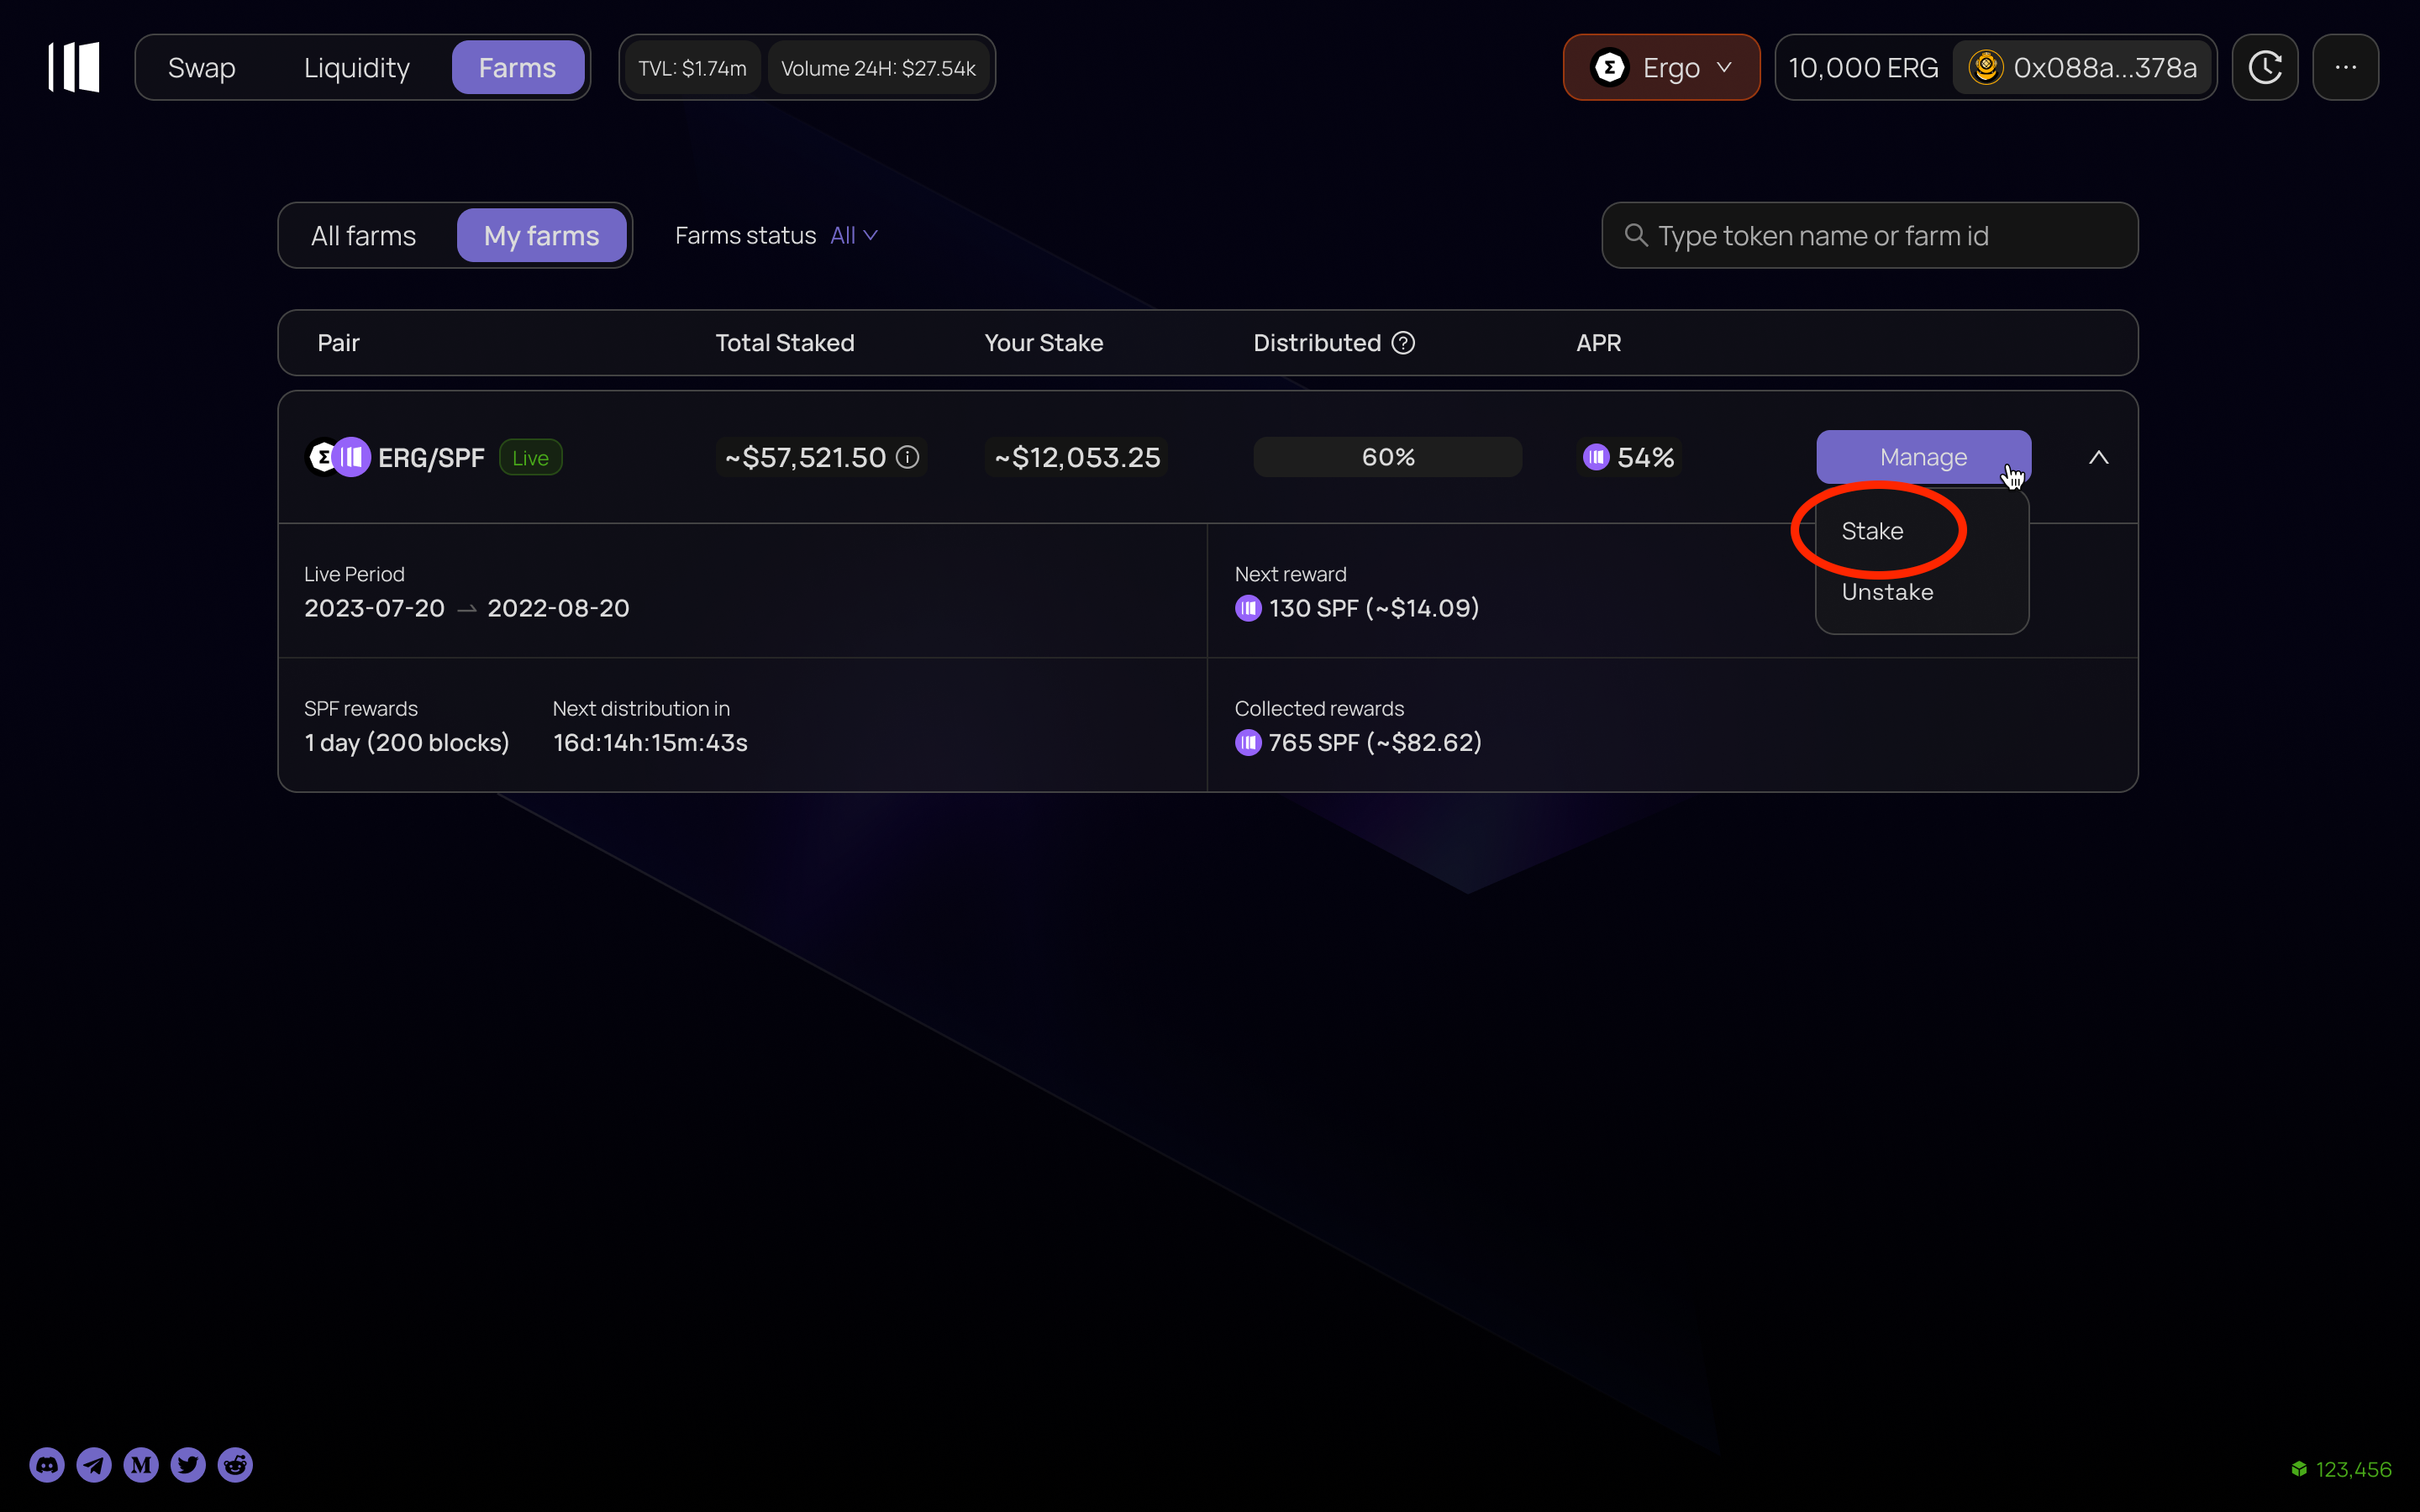 Swap Liquidity Farms TVL: $1.74m Volume 24H: $27.54k Ergo 10,000 ERG 0x088a...378a ...
All farms My farms Farms status All Type token name or farm id
Pair Total Staked Your Stake Distributed ? APR
ERG/SPF Live ~$57,521.50 ~$12,053.25 60% 54% Manage
Stake
Unstake
Live Period
2023-07-20 → 2022-08-20
Next reward
130 SPF (~$14.09)
SPF rewards
1 day (200 blocks)
Next distribution in
16d:14h:15m:43s
Collected rewards
765 SPF (~$82.62)
123,456